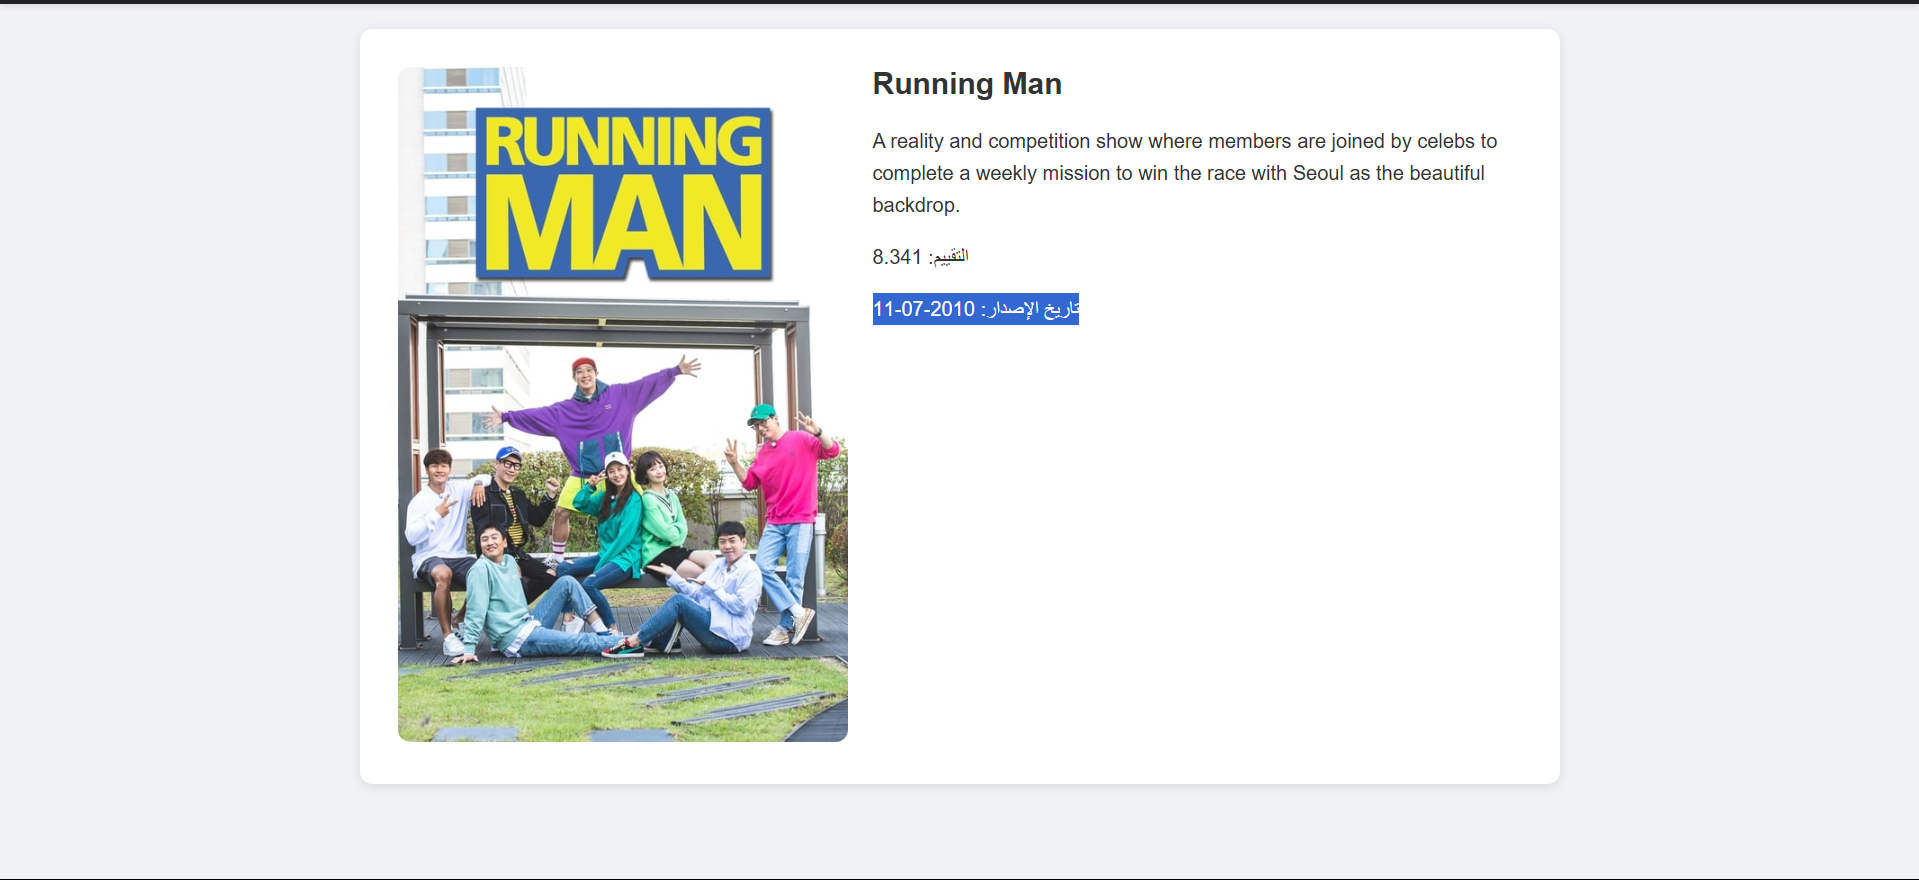 RUNNING
MAN
Running Man
A reality and competition show where members are joined by celebs to
complete a weekly mission to win the race with Seoul as the beautiful
backdrop.
التقييم: 8.341
تاريخ الإصدار: 2010-07-11